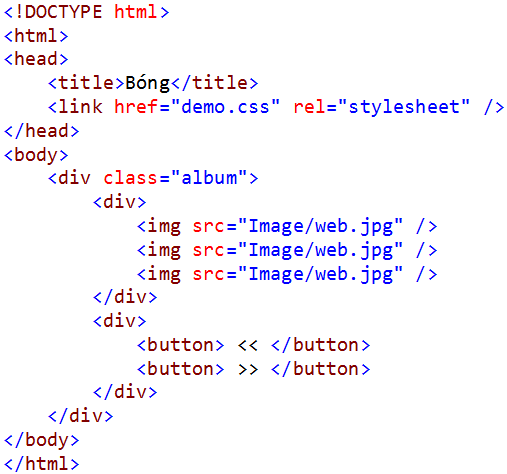 <!DOCTYPE html>
<html>
<head>
    <title>Bóng</title>
    <link href="demo.css" rel="stylesheet" />
</head>
<body>
    <div class="album">
        <div>
            <img src="Image/web.jpg" />
            <img src="Image/web.jpg" />
            <img src="Image/web.jpg" />
        </div>
        <div>
            <button> << </button>
            <button> >> </button>
        </div>
    </div>
</body>
</html>